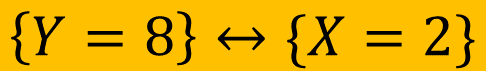 {Y = 8} ↔ {X = 2}